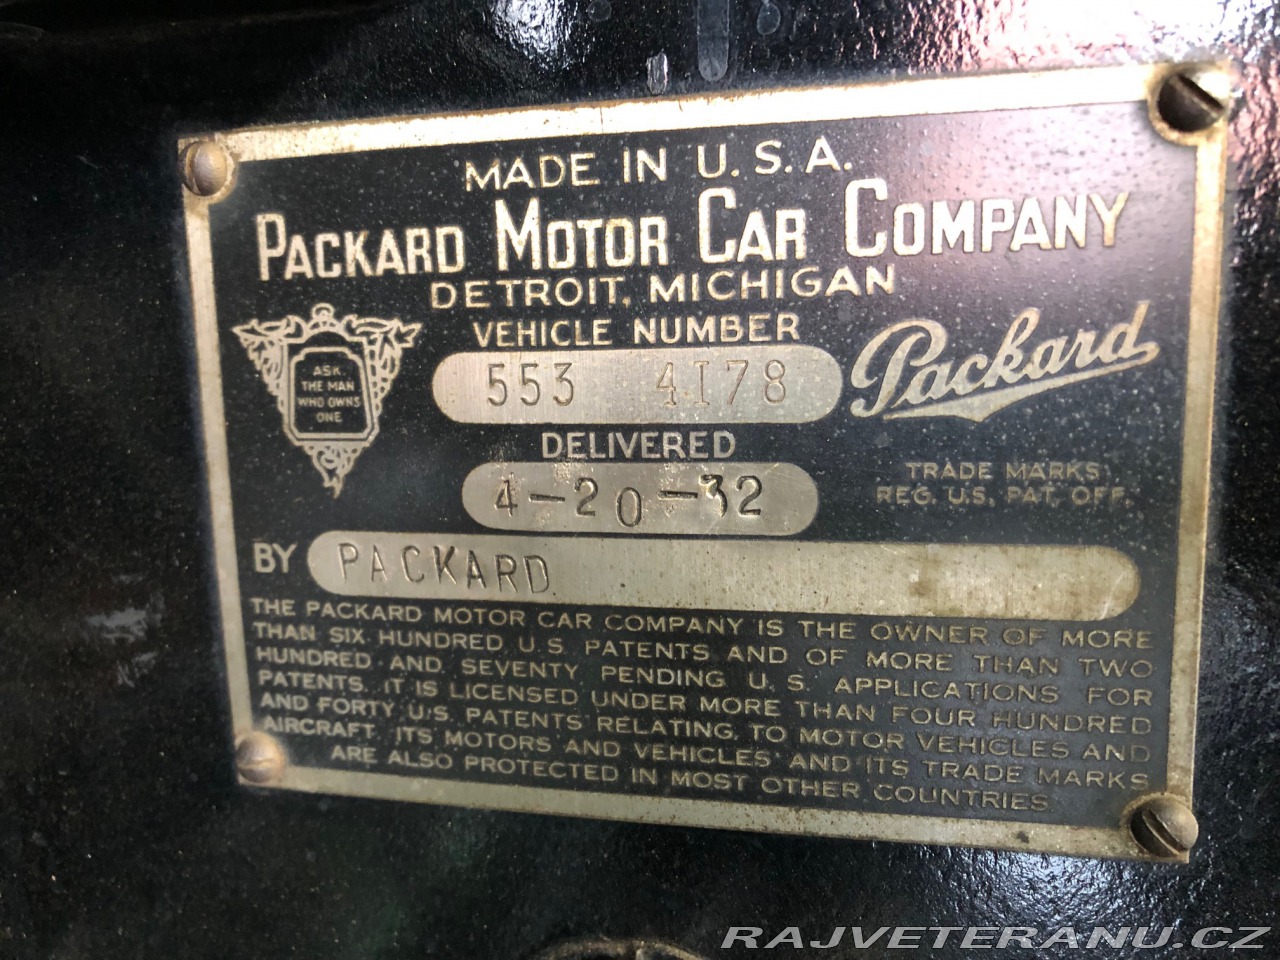 MADE IN U.S.A.
PACKARD MOTOR CAR COMPANY
DETROIT, MICHIGAN
VEHICLE NUMBER
553 4178
Packard
ASK
THE MAN
WHO OWNS
ONE
DELIVERED
4-20-32
TRADE MARKS
REG. U.S. PAT. OFF.
BY PACKARD
THE PACKARD MOTOR CAR COMPANY IS THE OWNER OF MORE
THAN SIX HUNDRED U.S. PATENTS AND OF MORE THAN TWO
HUNDRED AND SEVENTY PENDING U.S. APPLICATIONS FOR
PATENTS. IT IS LICENSED UNDER MORE THAN FOUR HUNDRED
AND FORTY U.S. PATENTS RELATING TO MOTOR VEHICLES AND
AIRCRAFT. ITS MOTORS AND VEHICLES AND ITS TRADE MARKS
ARE ALSO PROTECTED IN MOST OTHER COUNTRIES.
RAJVETERANU.CZ